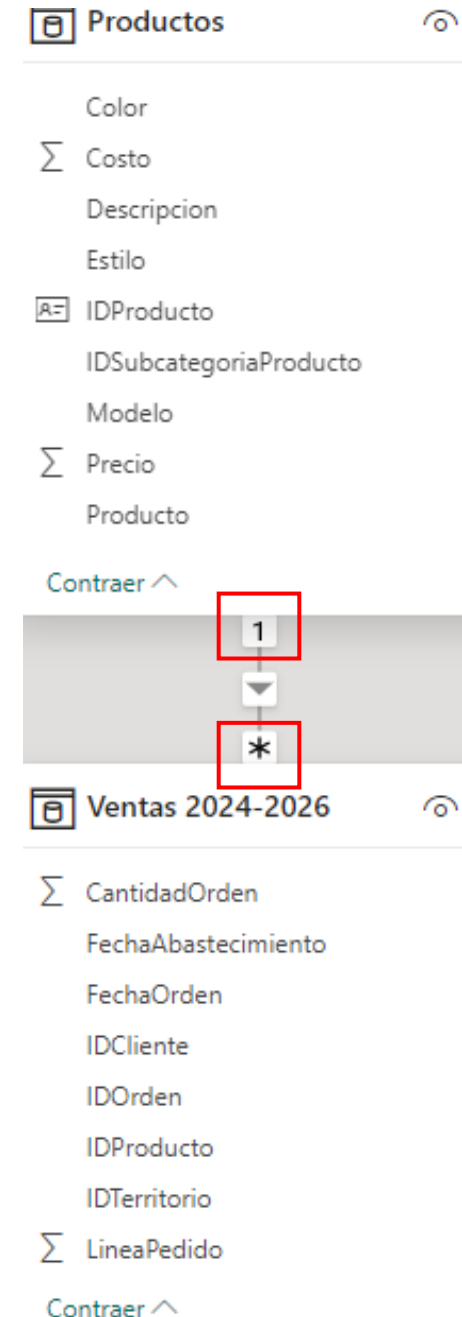 Productos
Color
Σ Costo
Descripcion
Estilo
IDProducto
IDSubcategoriaProducto
Modelo
Σ Precio
Producto
Contraer
1
*
Ventas 2024-2026
Σ CantidadOrden
FechaAbastecimiento
FechaOrden
IDCliente
IDOrden
IDProducto
IDTerritorio
Σ LineaPedido
Contraer